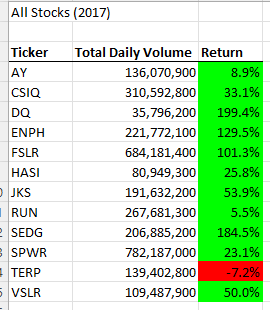 All Stocks (2017)
Ticker Total Daily Volume Return
AY 136,070,900 8.9%
CSIQ 310,592,800 33.1%
DQ 35,796,200 199.4%
ENPH 221,772,100 129.5%
FSLR 684,181,400 101.3%
HASI 80,949,300 25.8%
JKS 191,632,200 53.9%
RUN 267,681,300 5.5%
SEDG 206,885,200 184.5%
SPWR 782,187,000 23.1%
TERP 139,402,800 -7.2%
VSLR 109,487,900 50.0%